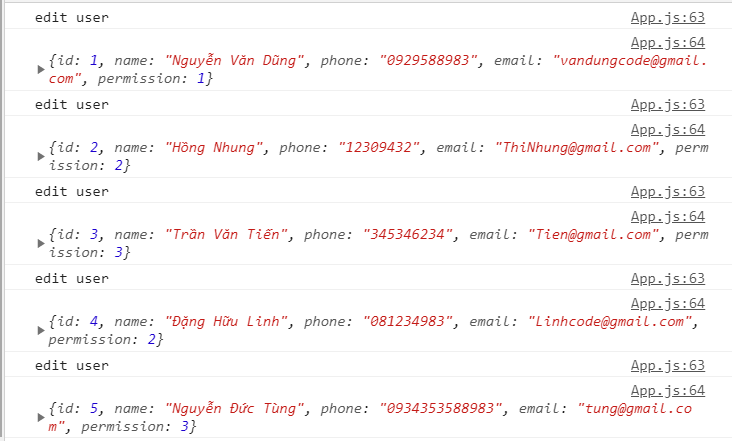 edit user App.js:63
App.js:64
{id: 1, name: "Nguyễn Văn Dũng", phone: "0929588983", email: "vandungcode@gmail.
com", permission: 1}
edit user App.js:63
App.js:64
{id: 2, name: "Hồng Nhung", phone: "12309432", email: "ThiNhung@gmail.com", perm
ission: 2}
edit user App.js:63
App.js:64
{id: 3, name: "Trần Văn Tiến", phone: "345346234", email: "Tien@gmail.com", perm
ission: 3}
edit user App.js:63
App.js:64
{id: 4, name: "Đặng Hữu Linh", phone: "081234983", email: "Linhcode@gmail.com",
permission: 2}
edit user App.js:63
App.js:64
{id: 5, name: "Nguyễn Đức Tùng", phone: "0934353588983", email: "tung@gmail.co
m", permission: 3}